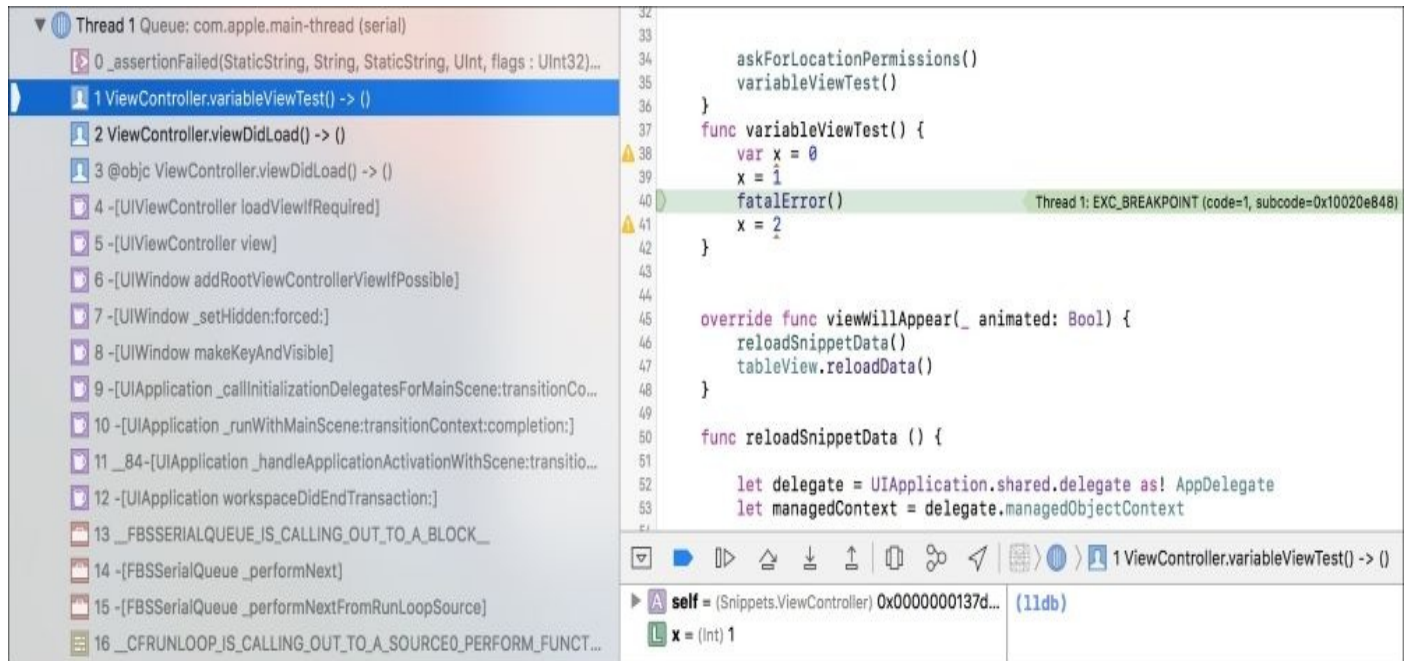 Thread 1 Queue: com.apple.main-thread (serial)
0 _assertionFailed(StaticString, String, StaticString, UInt, flags : UInt32)...
1 ViewController.variableViewTest() -> ()
2 ViewController.viewDidLoad() -> ()
3 @objc ViewController.viewDidLoad() -> ()
4 -[UIViewController loadViewIfRequired]
5 -[UIViewController view]
6 -[UIWindow addRootViewControllerViewIfPossible]
7 -[UIWindow _setHidden:forced:]
8 -[UIWindow makeKeyAndVisible]
9 -[UIApplication _callInitializationDelegatesForMainScene:transitionCo...
10 -[UIApplication _runWithMainScene:transitionContext:completion:]
11 __84-[UIApplication _handleApplicationActivationWithScene:transitio...
12 -[UIApplication workspaceDidEndTransaction:]
13 __FBSSERIALQUEUE_IS_CALLING_OUT_TO_A_BLOCK__
14 -[FBSSerialQueue _performNext]
15 -[FBSSerialQueue _performNextFromRunLoopSource]
16 __CFRUNLOOP_IS_CALLING_OUT_TO_A_SOURCE0_PERFORM_FUNCT...
32
33
34 askForLocationPermissions()
35 variableViewTest()
36 }
37 func variableViewTest() {
38 var x = 0
39 x = 1
40 fatalError() Thread 1: EXC_BREAKPOINT (code=1, subcode=0x10020e848)
41 x = 2
42 }
43
44
45 override func viewWillAppear(_ animated: Bool) {
46 reloadSnippetData()
47 tableView.reloadData()
48 }
49
50 func reloadSnippetData () {
51
52 let delegate = UIApplication.shared.delegate as! AppDelegate
53 let managedContext = delegate.managedObjectContext
1 ViewController.variableViewTest() -> ()
A self = (Snippets.ViewController) 0x0000000137d...
L x = (Int) 1
(lldb)